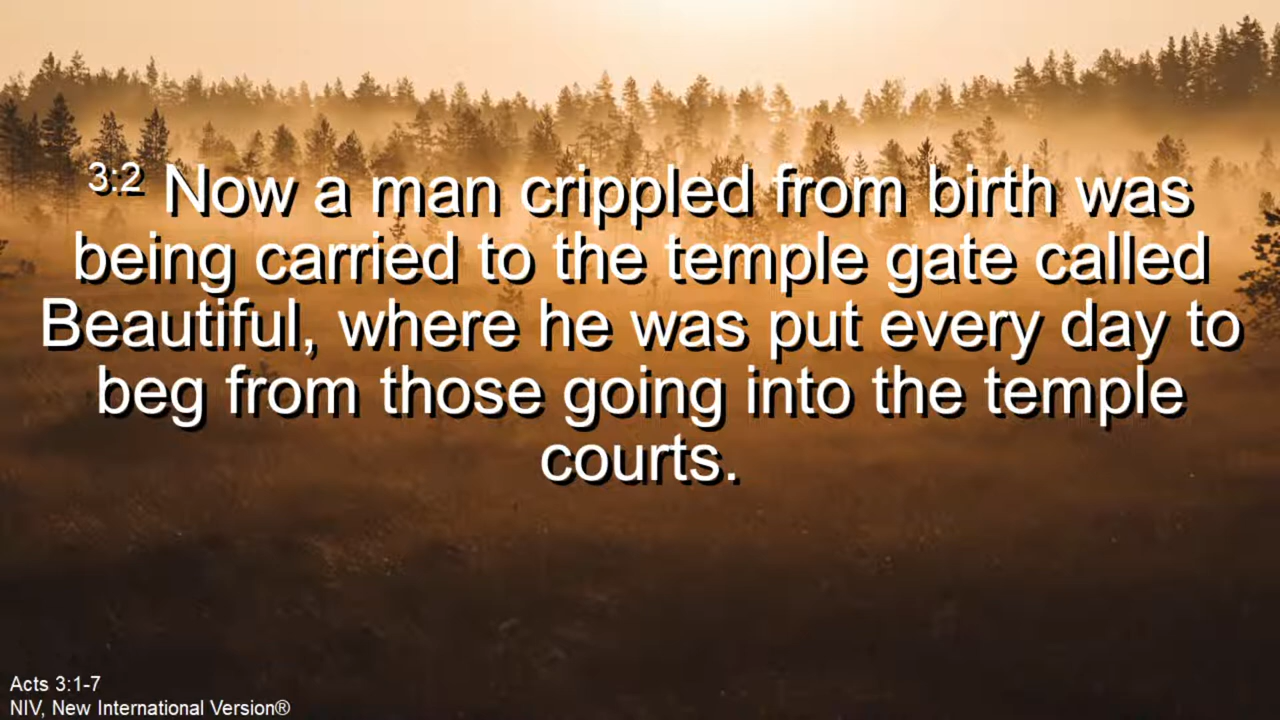 3:2 Now a man crippled from birth was
being carried to the temple gate called
Beautiful, where he was put every day to
beg from those going into the temple
courts.
Acts 3:1-7
NIV, New International Version®